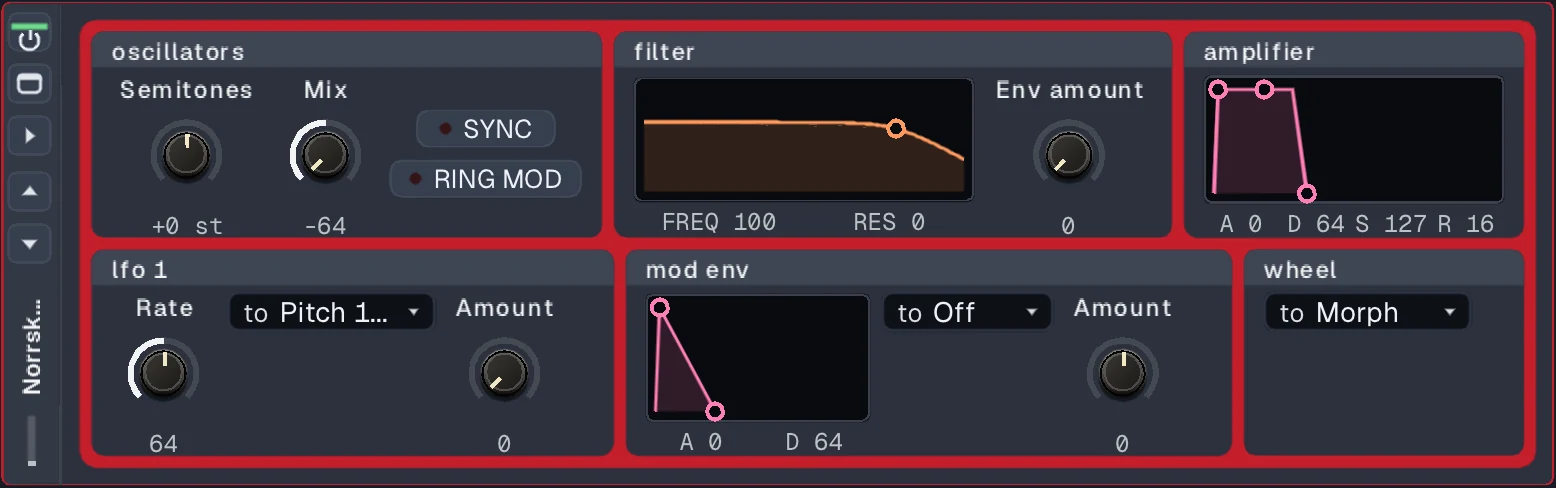 oscillators
Semitones
Mix
SYNC
RING MOD
+0 st
-64
filter
Env amount
FREQ 100
RES 0
0
amplifier
A 0 D 64 S 127 R 16
Norrsk...
lfo 1
Rate
to Pitch 1...
Amount
64
0
mod env
to Off
Amount
A 0
D 64
0
wheel
to Morph